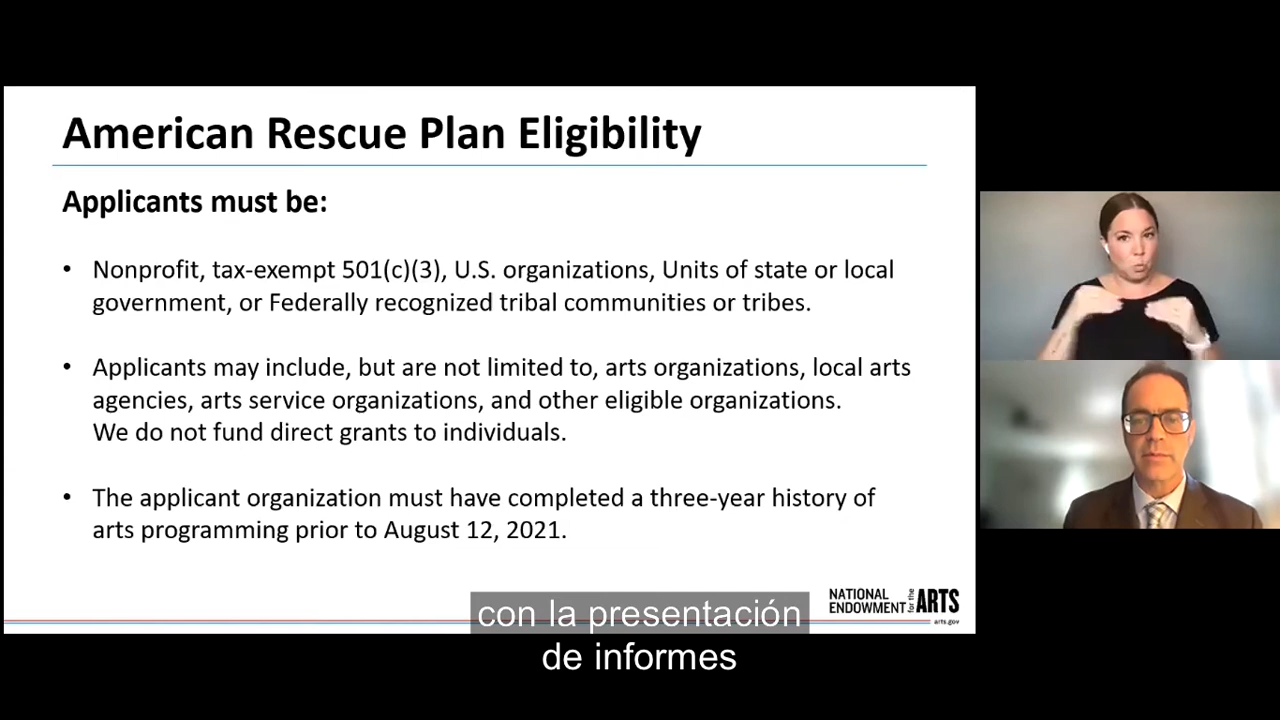 American Rescue Plan Eligibility
Applicants must be:
• Nonprofit, tax-exempt 501(c)(3), U.S. organizations, Units of state or local
government, or Federally recognized tribal communities or tribes.
• Applicants may include, but are not limited to, arts organizations, local arts
agencies, arts service organizations, and other eligible organizations.
We do not fund direct grants to individuals.
• The applicant organization must have completed a three-year history of
arts programming prior to August 12, 2021.
NATIONAL
ENDOWMENT for the ARTS
arts.gov
con la presentación
de informes